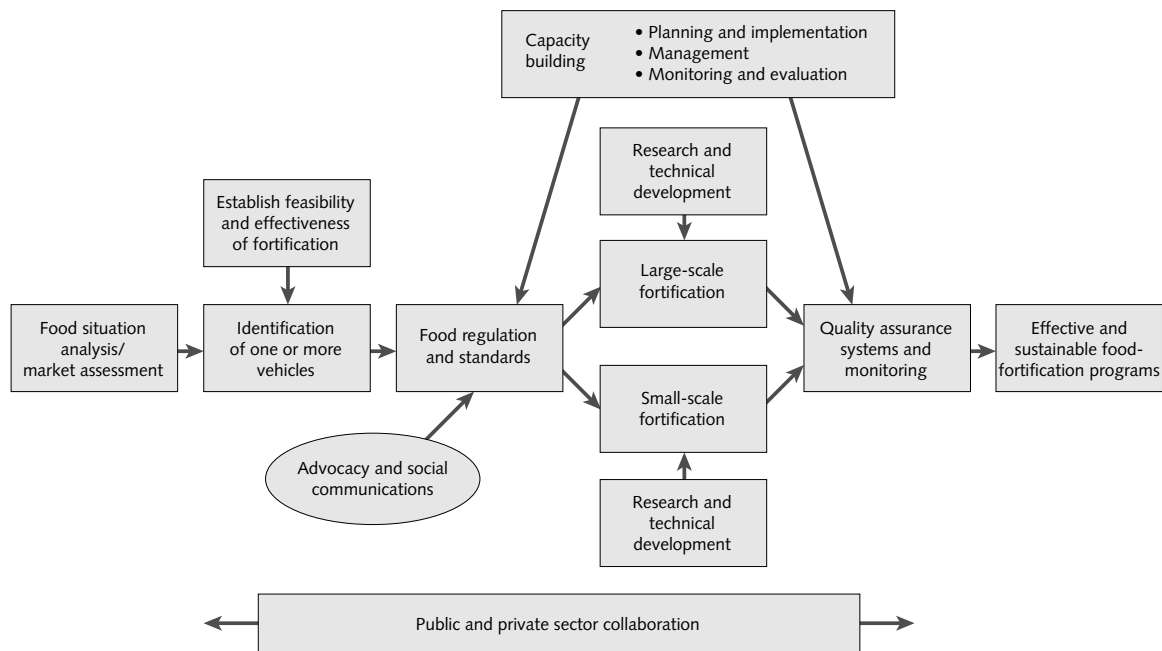 Capacity
building
• Planning and implementation
• Management
• Monitoring and evaluation
Research and
technical
development
Establish feasibility
and effectiveness
of fortification
Large-scale
fortification
Food situation
analysis/
market assessment
Identification
of one or more
vehicles
Food regulation
and standards
Quality assurance
systems and
monitoring
Effective and
sustainable food-
fortification programs
Small-scale
fortification
Advocacy and social
communications
Research and
technical
development
Public and private sector collaboration